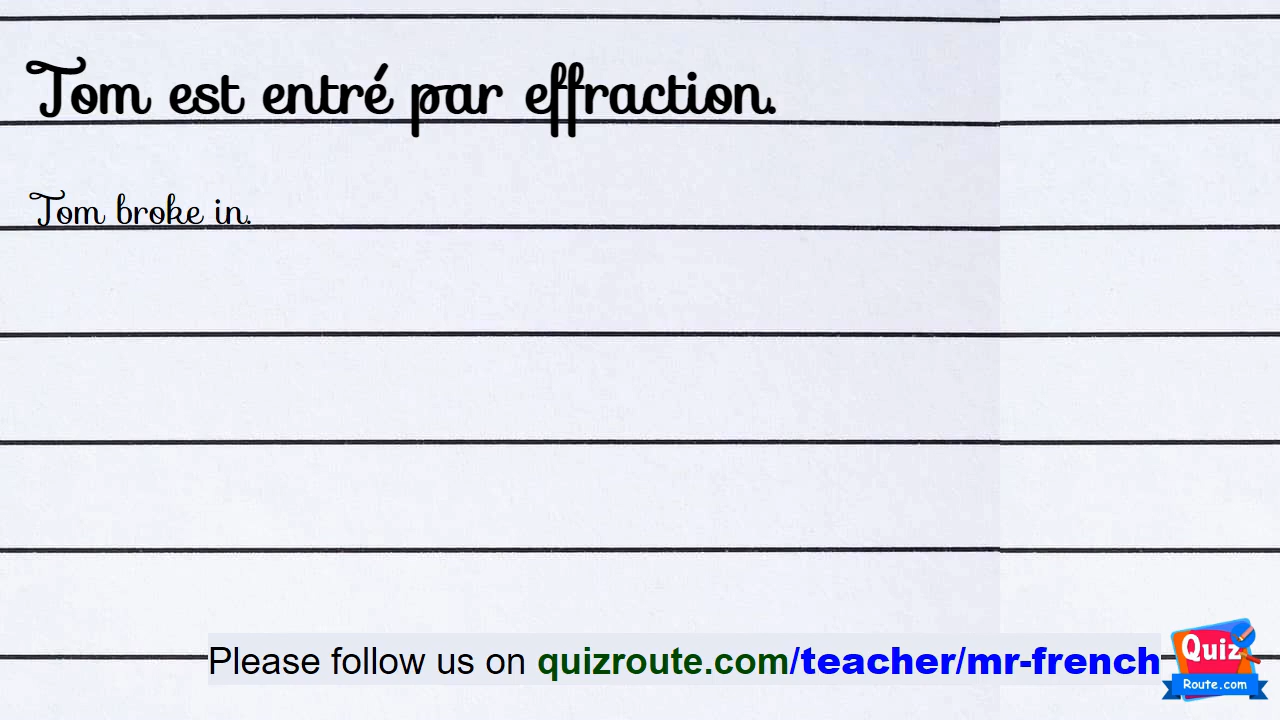 Tom est entré par effraction.
Tom broke in.
Please follow us on quizroute.com/teacher/mr-french
Quiz
Route.com